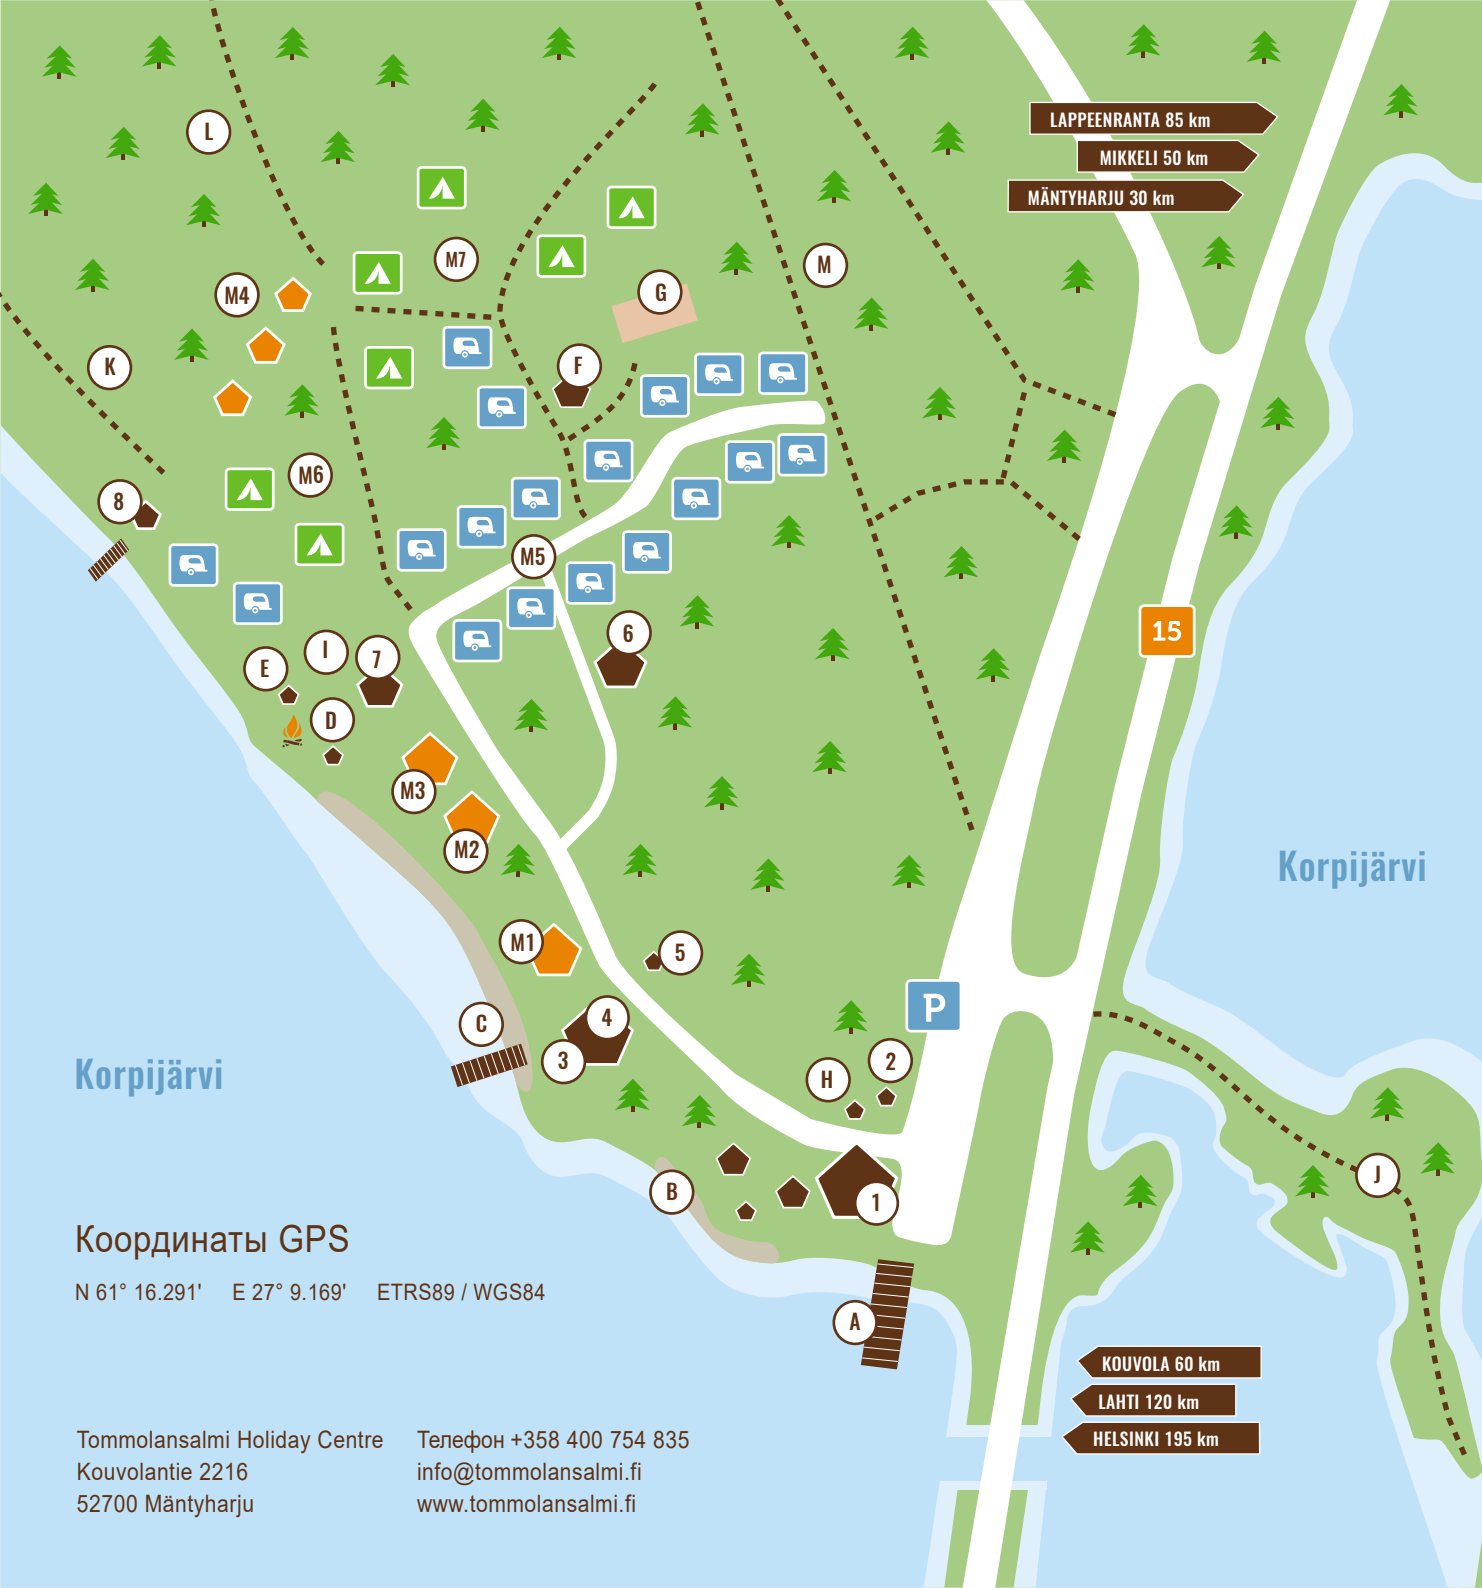 LAPPEENRANTA 85 km
MIKKELI 50 km
MÄNTYHARJU 30 km
L
M7
M
M4
G
K
F
M6
8
M5
6
15
I
7
E
D
M3
M2
Korpijärvi
M1
5
P
4
C
3
2
H
Korpijärvi
J
B
1
Координаты GPS
N 61° 16.291' E 27° 9.169' ETRS89 / WGS84
A
KOUVOLA 60 km
LAHTI 120 km
HELSINKI 195 km
Tommolansalmi Holiday Centre
Kouvolantie 2216
52700 Mäntyharju
Телефон +358 400 754 835
info@tommolansalmi.fi
www.tommolansalmi.fi